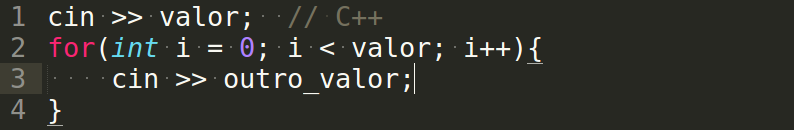 1 cin >> valor;  // C++
2 for(int i = 0; i < valor; i++){
3     cin >> outro_valor;
4 }